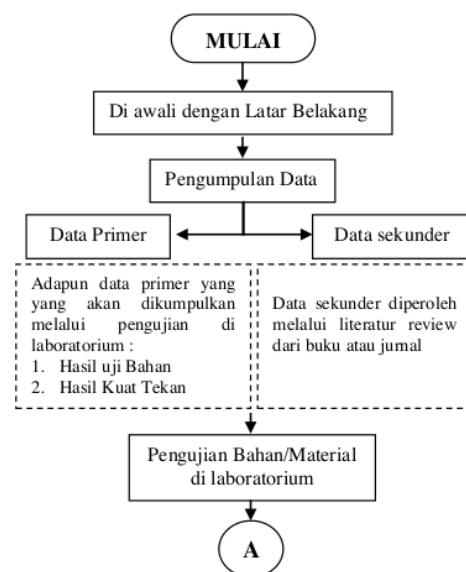 MULAI
Di awali dengan Latar Belakang
Pengumpulan Data
Data Primer
Data sekunder
Adapun data primer yang
yang akan dikumpulkan
melalui pengujian di
laboratorium :
1. Hasil uji Bahan
2. Hasil Kuat Tekan
Data sekunder diperoleh
melalui literatur review
dari buku atau jurnal
Pengujian Bahan/Material
di laboratorium
A